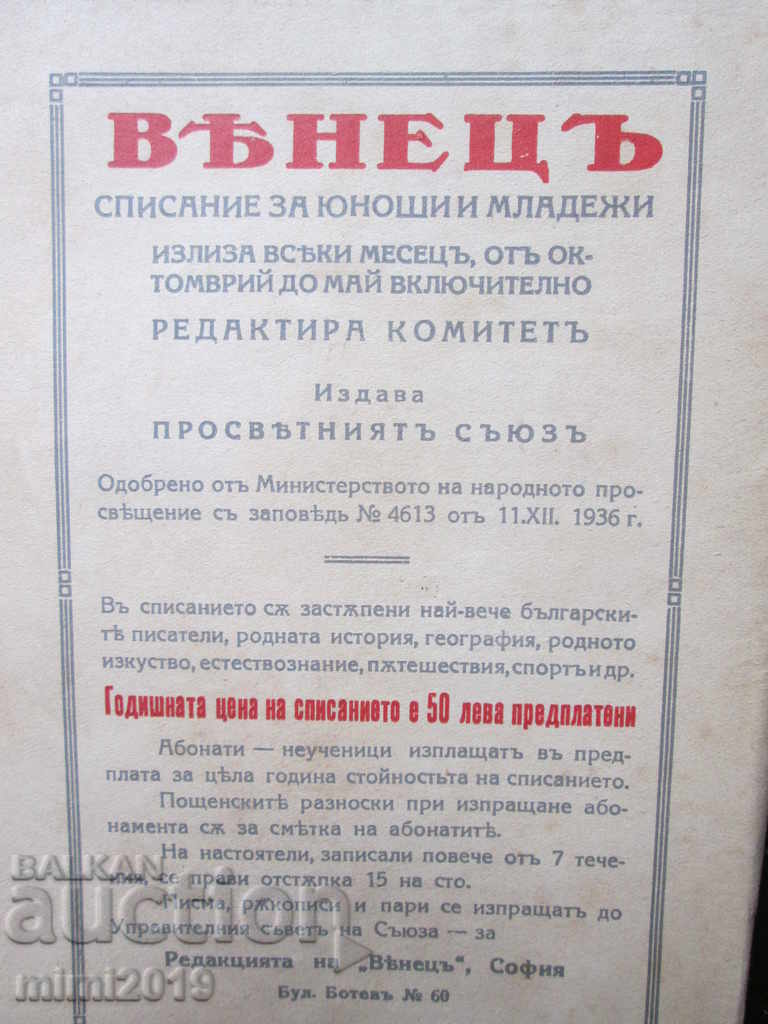 ВѢНЕЦЪ
СПИСАНИЕ ЗА ЮНОШИ И МЛАДЕЖИ
ИЗЛИЗА ВСѢКИ МЕСЕЦЪ, ОТЪ ОК-
ТОМВРИЙ ДО МАЙ ВКЛЮЧИТЕЛНО
РЕДАКТИРА КОМИТЕТЪ
Издава
ПРОСВѢТНИЯТЪ СЪЮЗЪ
Одобрено отъ Министерството на народното про-
свѣщение съ заповѣдь № 4613 отъ 11.XII. 1936 г.
Въ списанието сѫ застѫпени най-вече български-
тѣ писатели, родната история, география, родното
изкуство, естествознание, пѫтешествия, спортъ и др.
Годишната цена на списанието е 50 лева предплатени
Абонати — неученици изплащатъ въ пред-
плата за цѣла година стойностьта на списанието.
Пощенскитѣ разноски при изпращане або-
намента сѫ за смѣтка на абонатитѣ.
На настоятели, записали повече отъ 7 тече-
ния, се прави отстѫпка 15 на сто.
Писма, рѫкописи и пари се изпращатъ до
Управителния съветъ на Съюза — за
Редакцията на „Вѣнецъ", София
Бул. Ботевъ № 60
BALKAN
auction
mimi2019